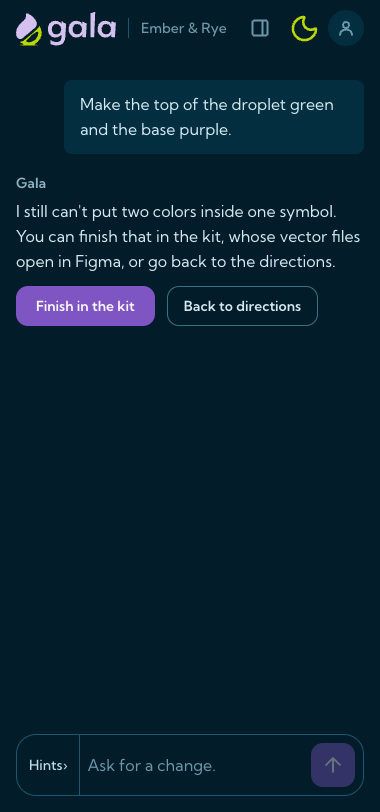 gala
Ember & Rye
Make the top of the droplet green
and the base purple.
Gala
I still can't put two colors inside one symbol.
You can finish that in the kit, whose vector files
open in Figma, or go back to the directions.
Finish in the kit
Back to directions
Hints›
Ask for a change.